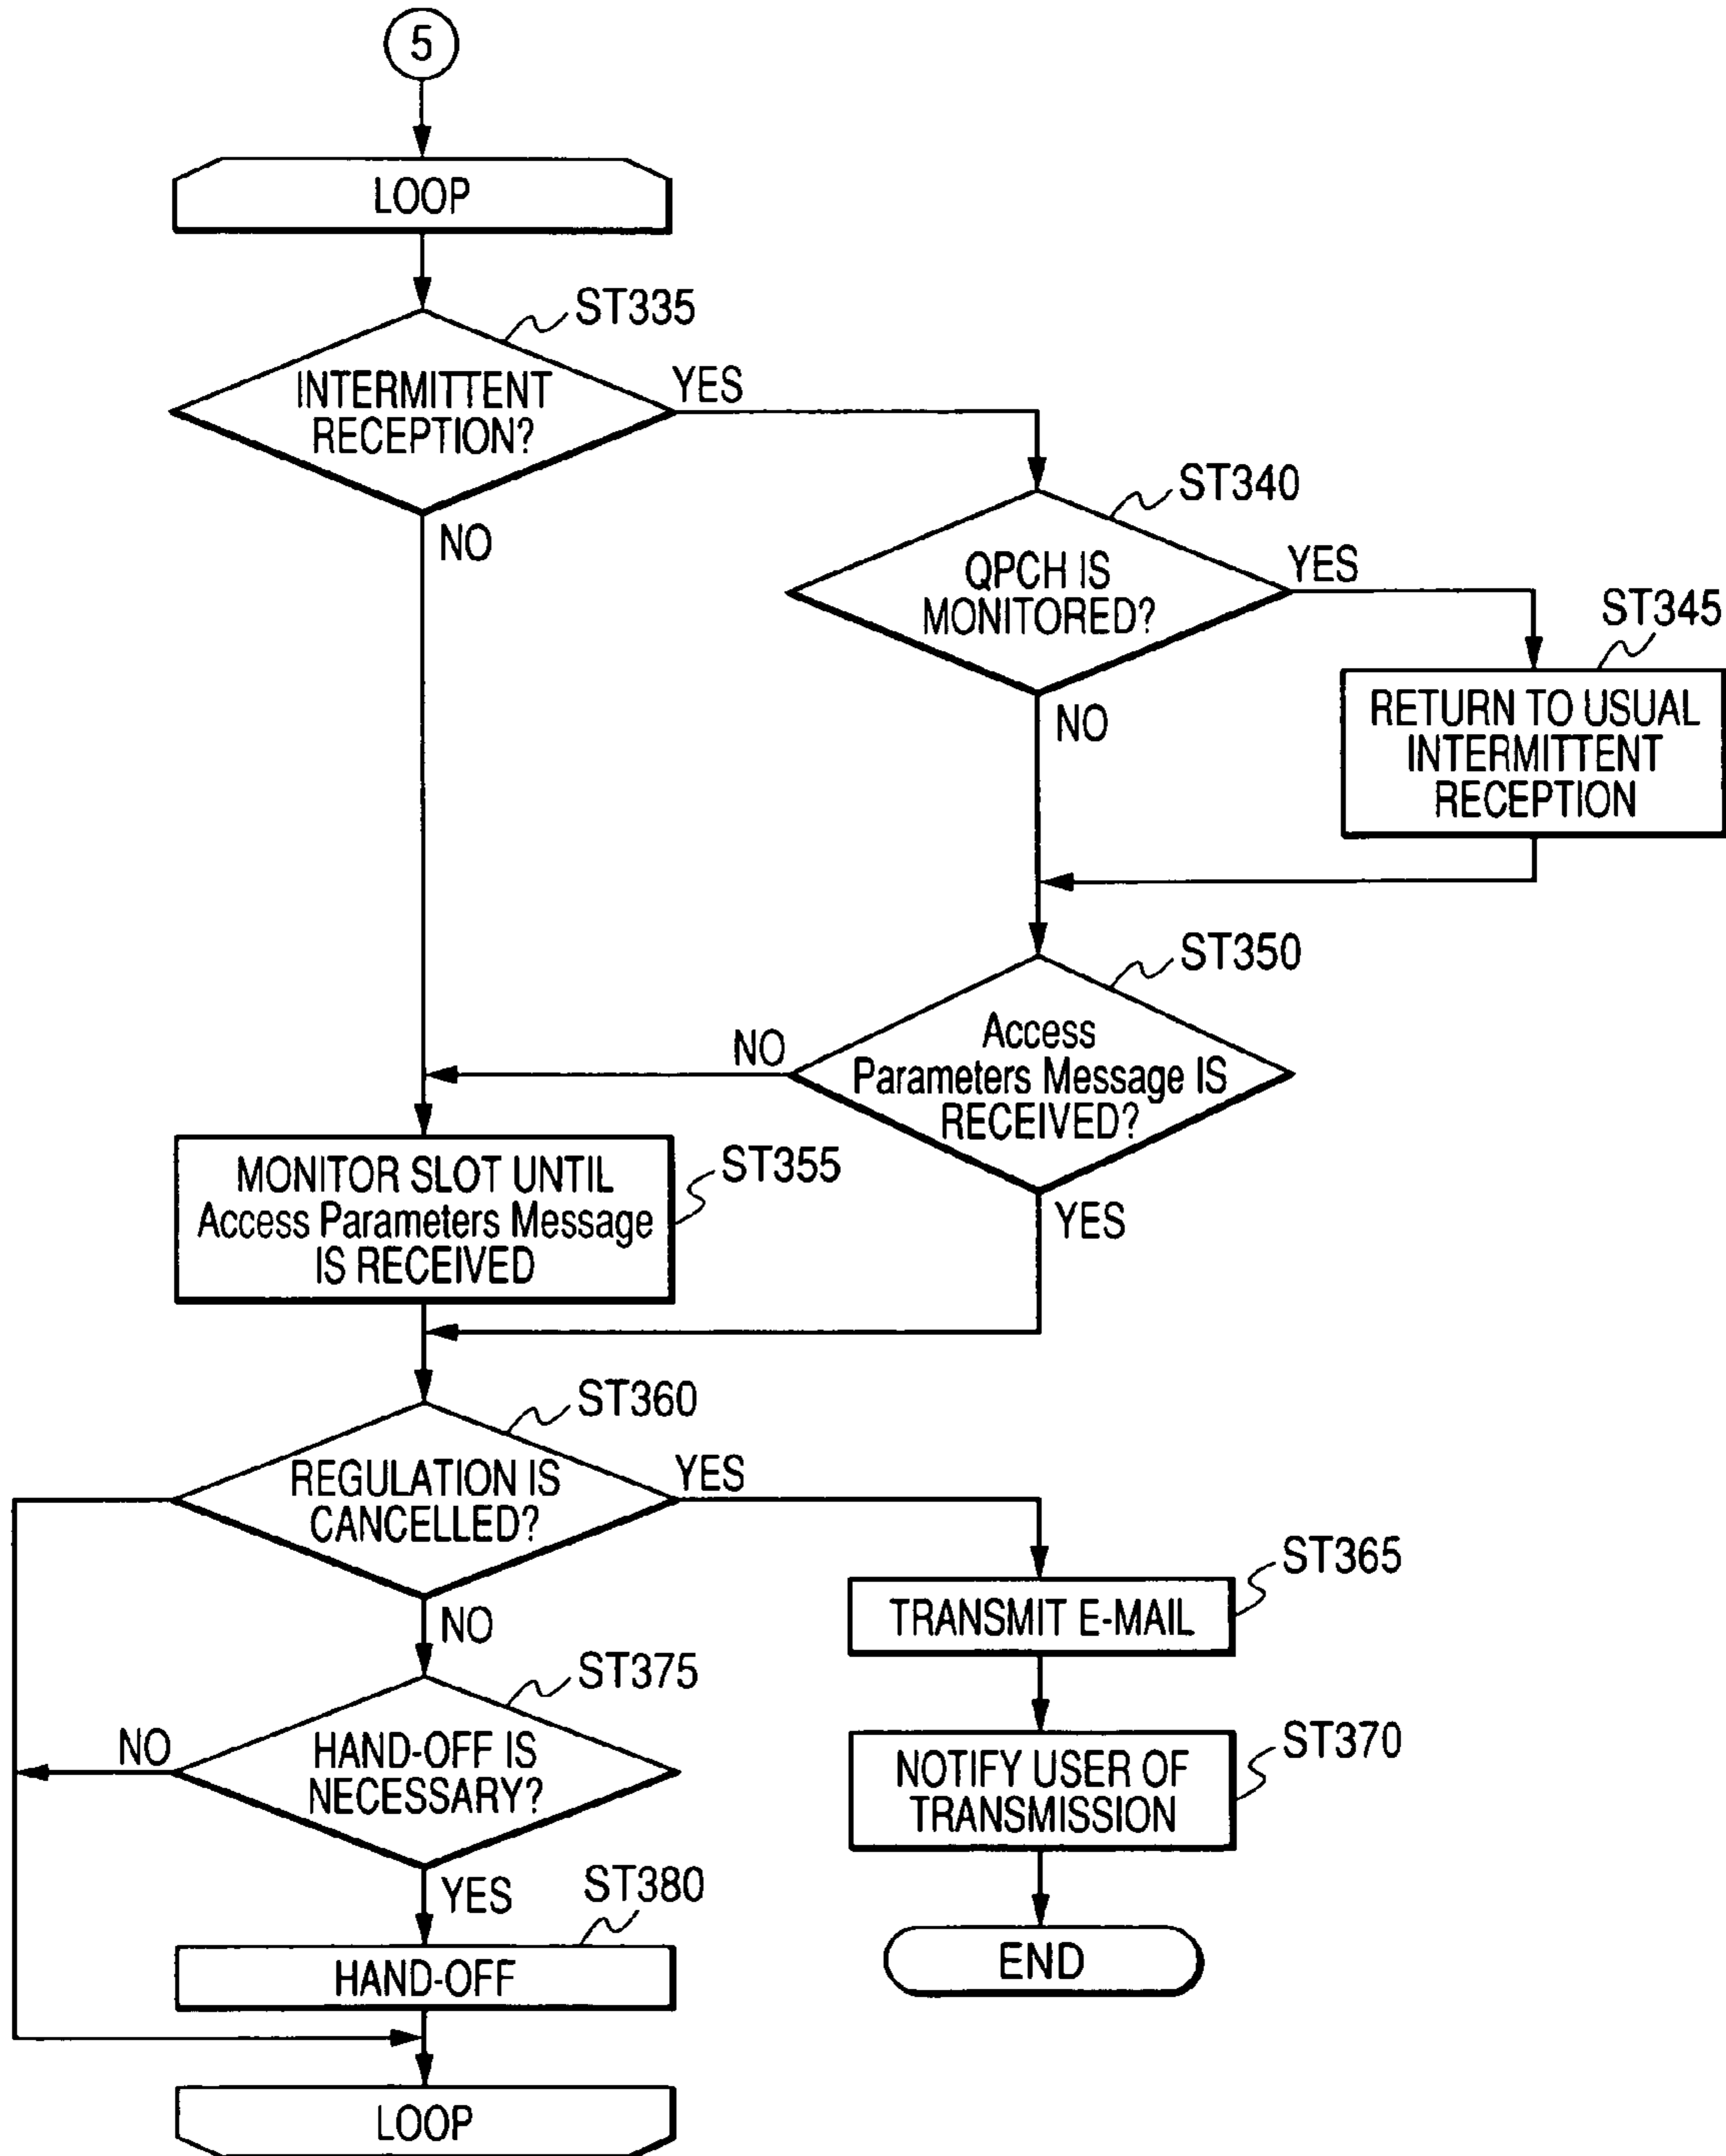 5
LOOP
ST335
INTERMITTENT
RECEPTION?
YES
NO
ST340
QPCH IS
MONITORED?
YES
NO
ST345
RETURN TO USUAL
INTERMITTENT
RECEPTION
ST350
Access
Parameters Message IS
RECEIVED?
NO
YES
MONITOR SLOT UNTIL
Access Parameters Message
IS RECEIVED
ST355
ST360
REGULATION IS
CANCELLED?
YES
NO
ST365
TRANSMIT E-MAIL
ST370
NOTIFY USER OF
TRANSMISSION
END
ST375
HAND-OFF IS
NECESSARY?
NO
YES
ST380
HAND-OFF
LOOP